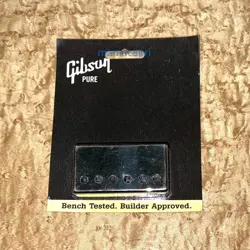 Gibson
PURE
Bench Tested. Builder Approved.